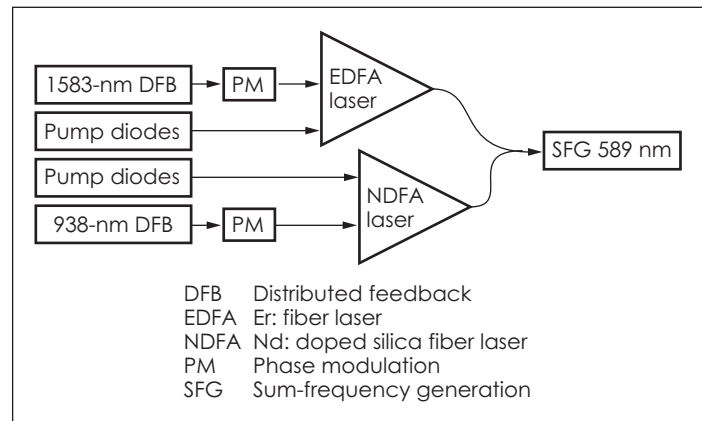 1583-nm DFB
PM
EDFA
laser
Pump diodes
SFG 589 nm
Pump diodes
NDFA
laser
938-nm DFB
PM
DFB Distributed feedback
EDFA Er: fiber laser
NDFA Nd: doped silica fiber laser
PM Phase modulation
SFG Sum-frequency generation